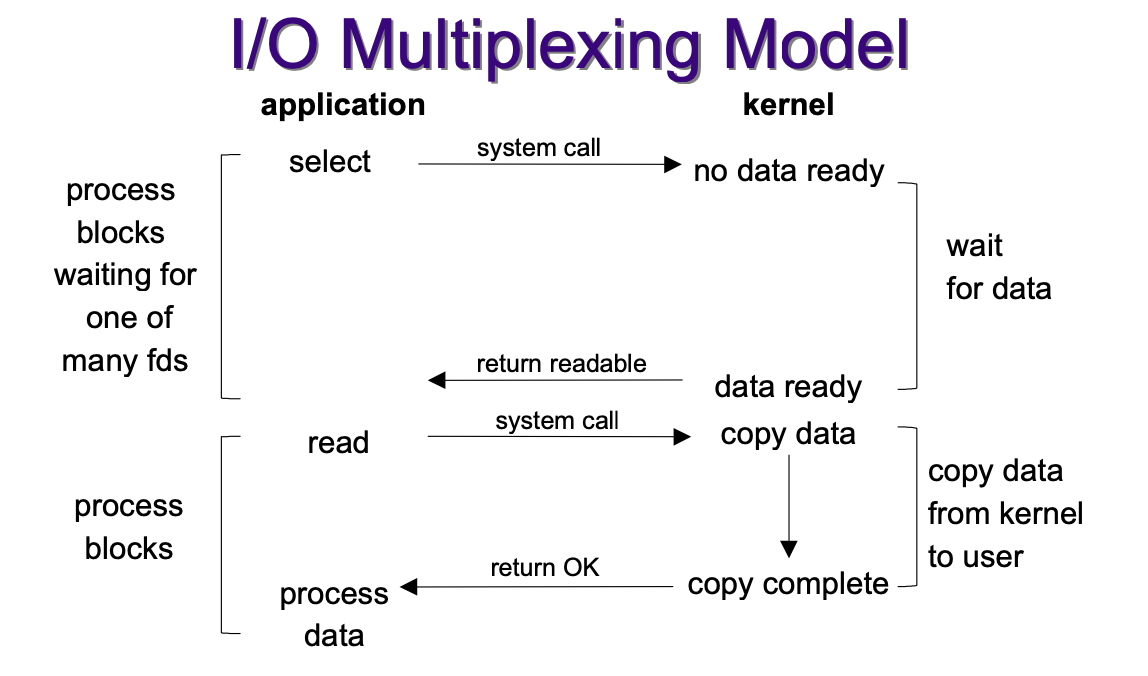 I/O Multiplexing Model
application
kernel
select
system call
no data ready
process
blocks
waiting for
one of
many fds
wait
for data
return readable
data ready
read
system call
copy data
process
blocks
copy data
from kernel
to user
return OK
copy complete
process
data